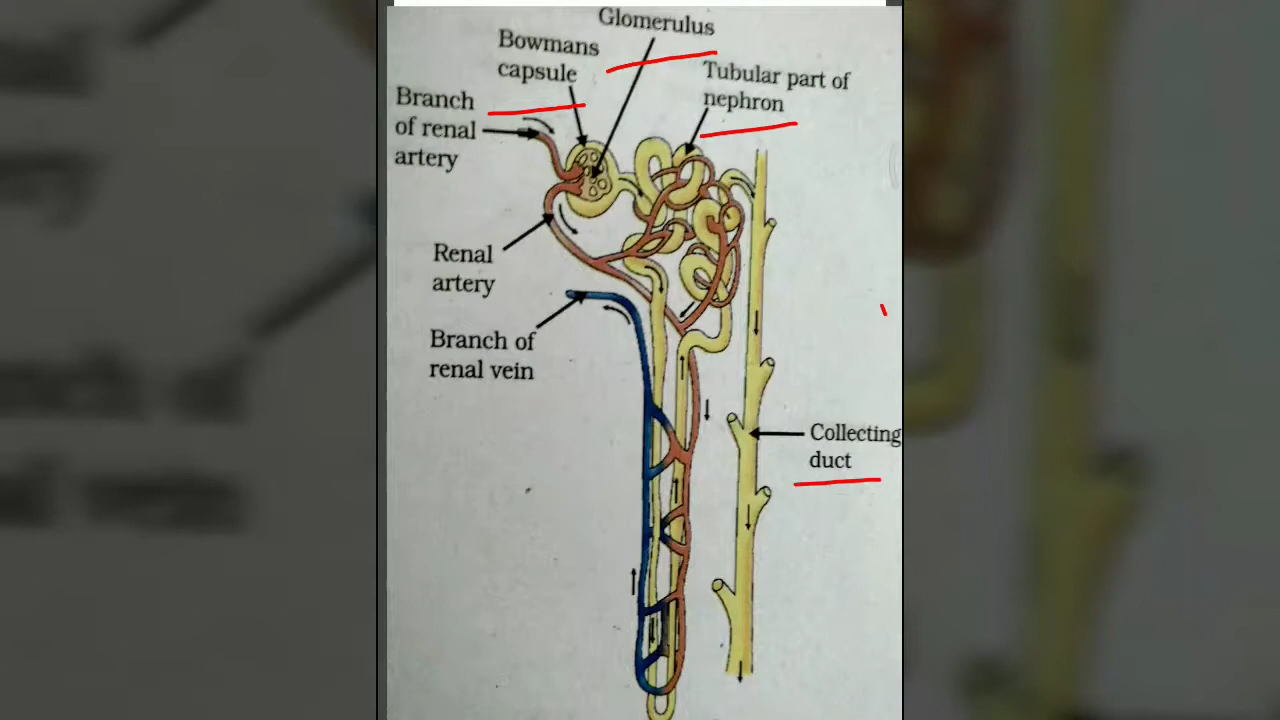 Glomerulus
Bowmans
capsule
Tubular part of
nephron
Branch
of renal
artery
Renal
artery
Branch of
renal vein
Collecting
duct